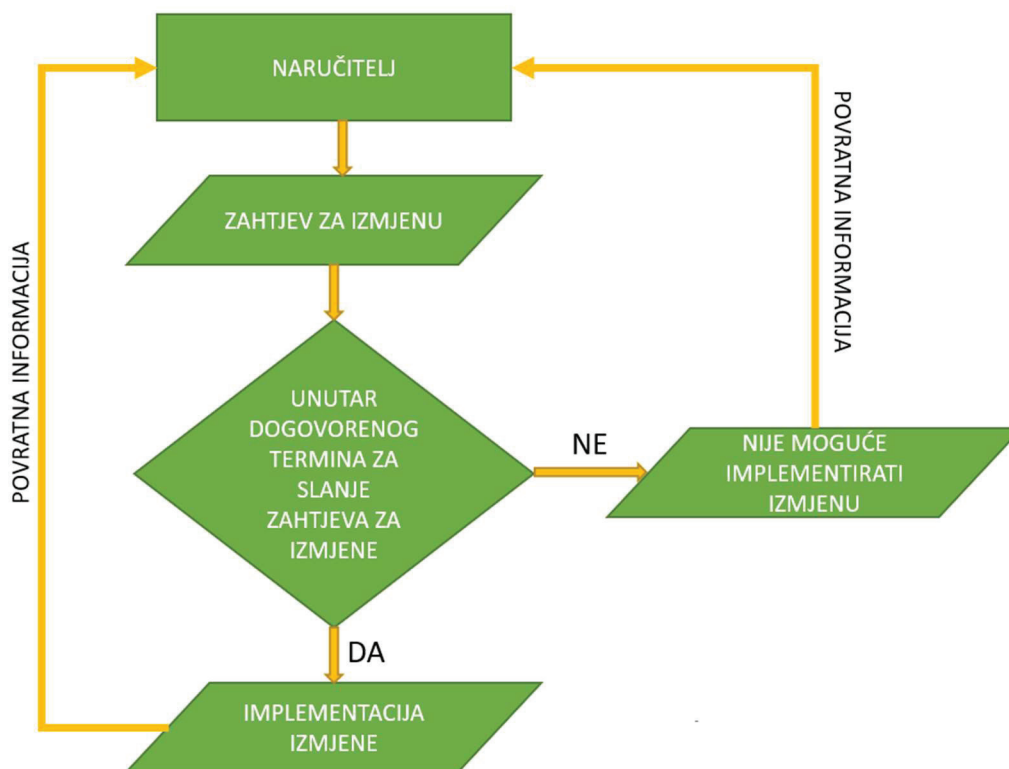 NARUČITELJ
ZAHTJEV ZA IZMJENU
UNUTAR
DOGOVORENOG
TERMINA ZA
SLANJE
ZAHTJEVA ZA
IZMJENE
NE
NIJE MOGUĆE
IMPLEMENTIRATI
IZMJENU
DA
IMPLEMENTACIJA
IZMJENE
POVRATNA INFORMACIJA
POVRATNA INFORMACIJA